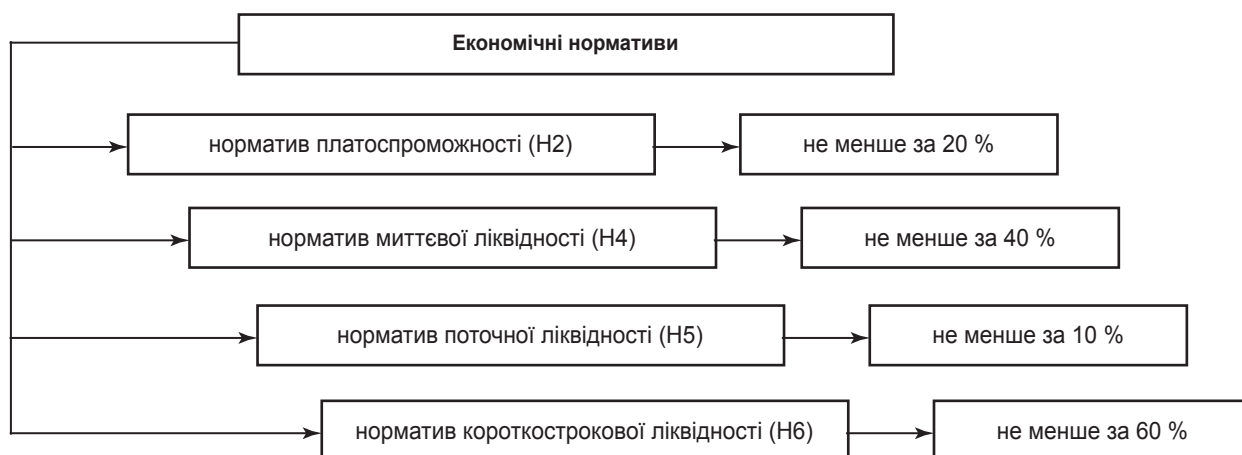 Економічні нормативи
норматив платоспроможності (Н2) не менше за 20 %
норматив миттєвої ліквідності (Н4) не менше за 40 %
норматив поточної ліквідності (Н5) не менше за 10 %
норматив короткострокової ліквідності (Н6) не менше за 60 %